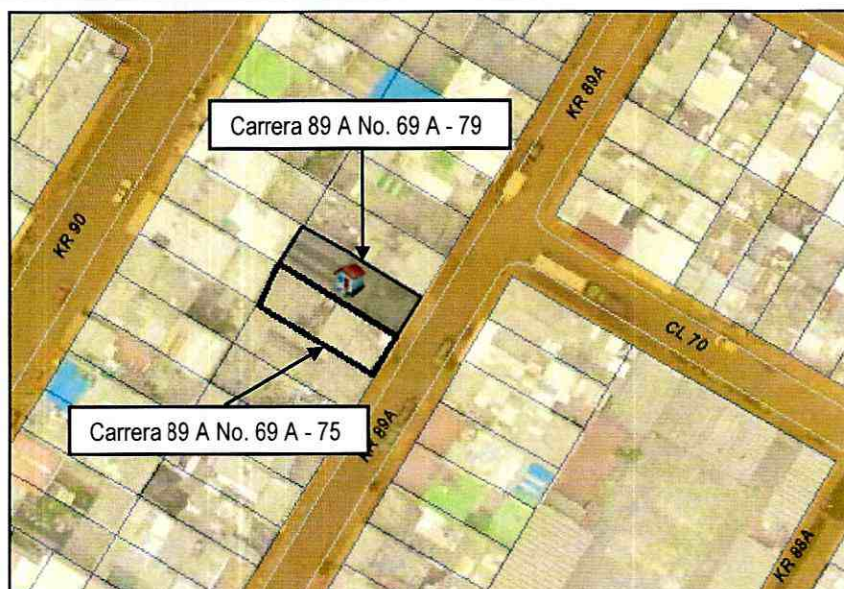 KR 89A
Carrera 89 A No. 69 A - 79
KR 90
CL 70
Carrera 89 A No. 69 A - 75
KR 89A
KR 88A